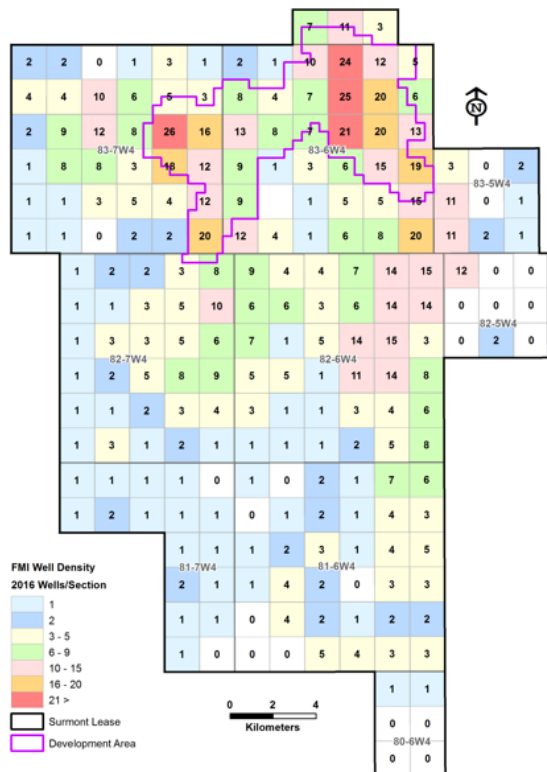 7 11 3
2 2 0 1 3 1 2 1 10 24 12 5
4 4 10 6 5 3 8 4 7 25 20 6
N
2 9 12 8 26 16 13 8 7 21 20 13
83-7W4 83-6W4
1 8 8 3 18 12 9 1 3 6 15 19 3 0 2
83-5W4
1 1 3 5 4 12 9 1 5 5 15 11 0 1
1 1 0 2 2 20 12 4 1 6 8 20 11 2 1
1 2 2 3 8 9 4 4 7 14 15 12 0 0
1 1 3 5 10 6 6 3 6 14 14 0 0 0
82-5W4
1 3 3 5 6 7 1 5 14 15 3 0 2 0
82-7W4 82-6W4
1 2 5 8 9 5 5 1 11 14 8
1 1 2 3 4 3 1 1 3 4 6
1 3 1 2 1 1 1 1 2 5 8
1 1 1 1 0 1 0 2 1 7 6
1 2 1 1 1 0 1 2 1 4 3
1 1 1 2 3 1 4 5
81-7W4 81-6W4
2 1 1 4 2 0 3 3
1 1 0 4 2 1 2 2
1 0 0 0 5 4 3 3
1 1
0 0
80-6W4
0 0
FMI Well Density
2016 Wells/Section
1
2
3 - 5
6 - 9
10 - 15
16 - 20
21 >
Surmont Lease
Development Area
0 2 4
Kilometers